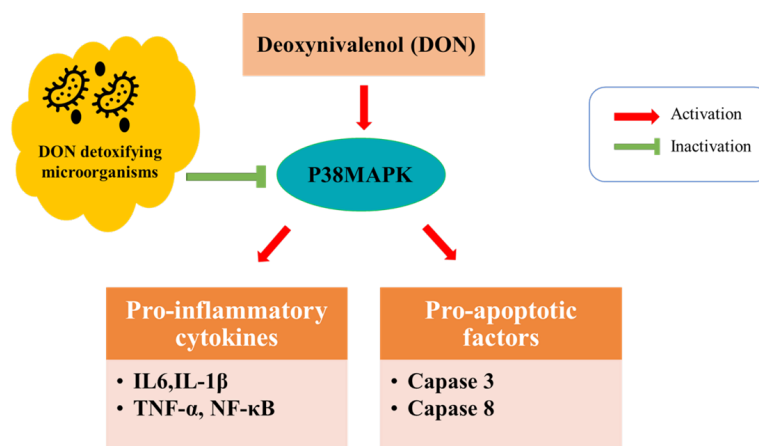 Deoxynivalenol (DON)
DON detoxifying
microorganisms
P38MAPK
Activation
Inactivation
Pro-inflammatory
cytokines
• IL6,IL-1β
• TNF-α, NF-κB
Pro-apoptotic
factors
• Capase 3
• Capase 8